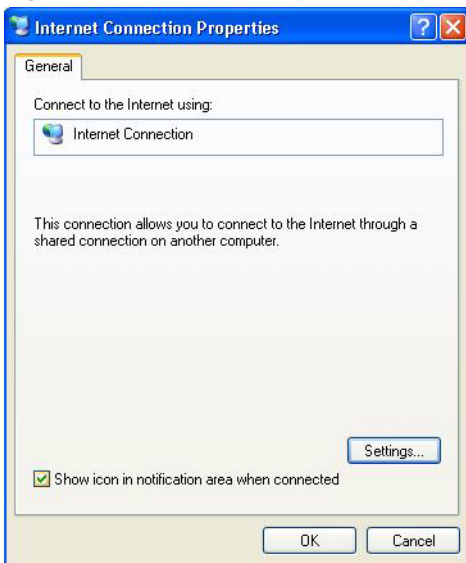 Internet Connection Properties
General
Connect to the Internet using:
Internet Connection
This connection allows you to connect to the Internet through a
shared connection on another computer.
Settings...
Show icon in notification area when connected
OK
Cancel